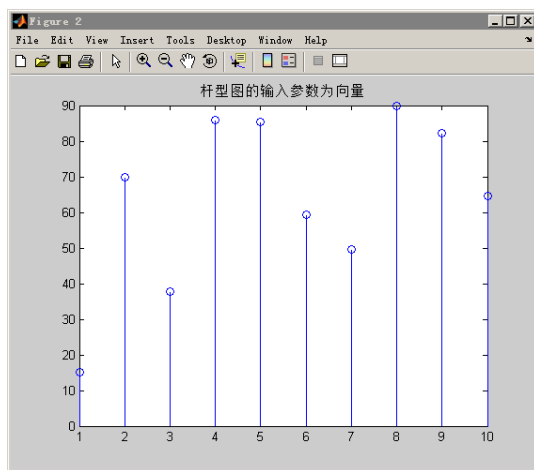 Figure 2
File Edit View Insert Tools Desktop Window Help
杆型图的输入参数为向量
90
80
70
60
50
40
30
20
10
0
1 2 3 4 5 6 7 8 9 10